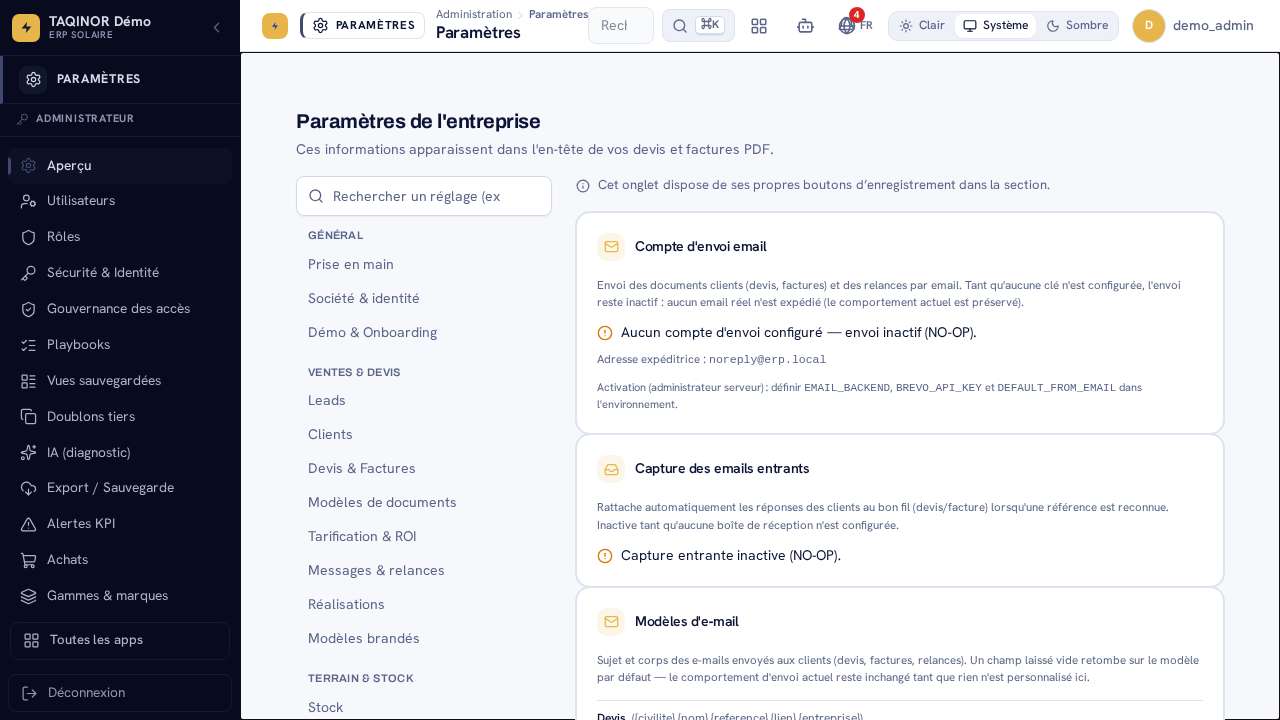 TAQINOR Démo
ERP SOLAIRE
PARAMÈTRES
ADMINISTRATEUR
Aperçu
Utilisateurs
Rôles
Sécurité & Identité
Gouvernance des accès
Playbooks
Vues sauvegardées
Doublons tiers
IA (diagnostic)
Export / Sauvegarde
Alertes KPI
Achats
Gammes & marques
Toutes les apps
Déconnexion
PARAMÈTRES
Administration
Paramètres
Paramètres
Rech
⌘K
4
FR
Clair
Système
Sombre
D
demo_admin
Paramètres de l'entreprise
Ces informations apparaissent dans l'en-tête de vos devis et factures PDF.
Rechercher un réglage (ex
GÉNÉRAL
Prise en main
Société & identité
Démo & Onboarding
VENTES & DEVIS
Leads
Clients
Devis & Factures
Modèles de documents
Tarification & ROI
Messages & relances
Réalisations
Modèles brandés
TERRAIN & STOCK
Stock
Cet onglet dispose de ses propres boutons d’enregistrement dans la section.
Compte d'envoi email
Envoi des documents clients (devis, factures) et des relances par email. Tant qu'aucune clé n'est configurée, l'envoi
reste inactif : aucun email réel n'est expédié (le comportement actuel est préservé).
Aucun compte d'envoi configuré — envoi inactif (NO-OP).
Adresse expéditrice : noreply@erp.local
Activation (administrateur serveur) : définir EMAIL_BACKEND, BREVO_API_KEY et DEFAULT_FROM_EMAIL dans
l'environnement.
Capture des emails entrants
Rattache automatiquement les réponses des clients au bon fil (devis/facture) lorsqu'une référence est reconnue.
Inactive tant qu'aucune boîte de réception n'est configurée.
Capture entrante inactive (NO-OP).
Modèles d'e-mail
Sujet et corps des e-mails envoyés aux clients (devis, factures, relances). Un champ laissé vide retombe sur le modèle
par défaut — le comportement d'envoi actuel reste inchangé tant que rien n'est personnalisé ici.
Devis ({civilite} {nom} {reference} {lien} {entreprise})